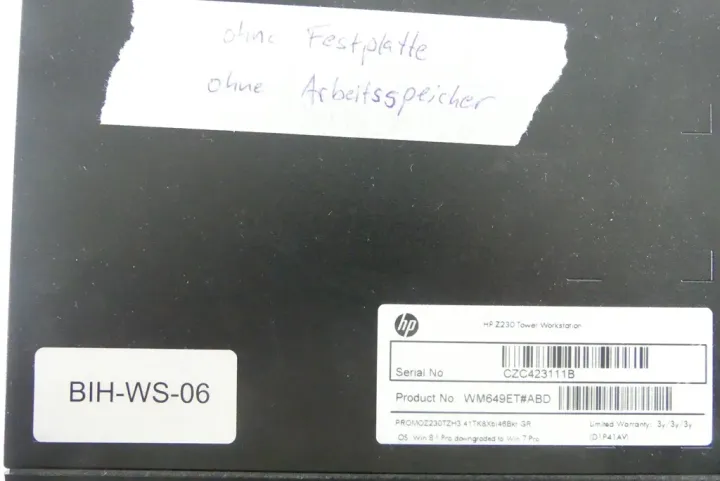 ohne Festplatte
ohne Arbeitsspeicher
hp
HP Z230 Tower Workstation
Serial No CZC423111B
Product No WM649ET#ABD
Limited Warranty: 3y/3y/3y
OS: Win 8.1 Pro downgraded to Win 7 Pro
D1P41AV
BIH-WS-06